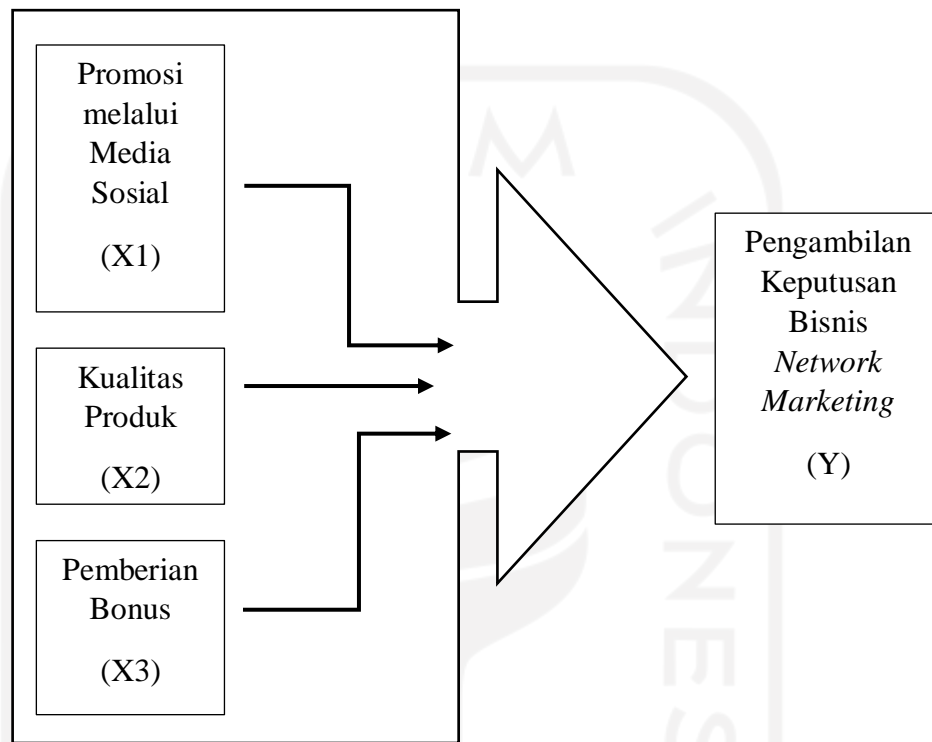 Promosi
melalui
Media
Sosial
(X1)
Kualitas
Produk
(X2)
Pemberian
Bonus
(X3)
Pengambilan
Keputusan
Bisnis
Network
Marketing
(Y)